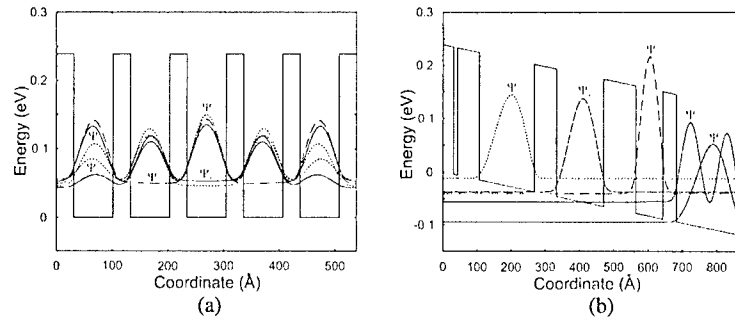 0.3
0.2
0.1
0
Energy (eV)
Ψ
Ψ
Ψ
Ψ
0 100 200 300 400 500
Coordinate (Å)
(a)
0.3
0.2
0.1
0
-0.1
Energy (eV)
Ψ
Ψ
Ψ
Ψ
Ψ
0 100 200 300 400 500 600 700 800
Coordinate (Å)
(b)